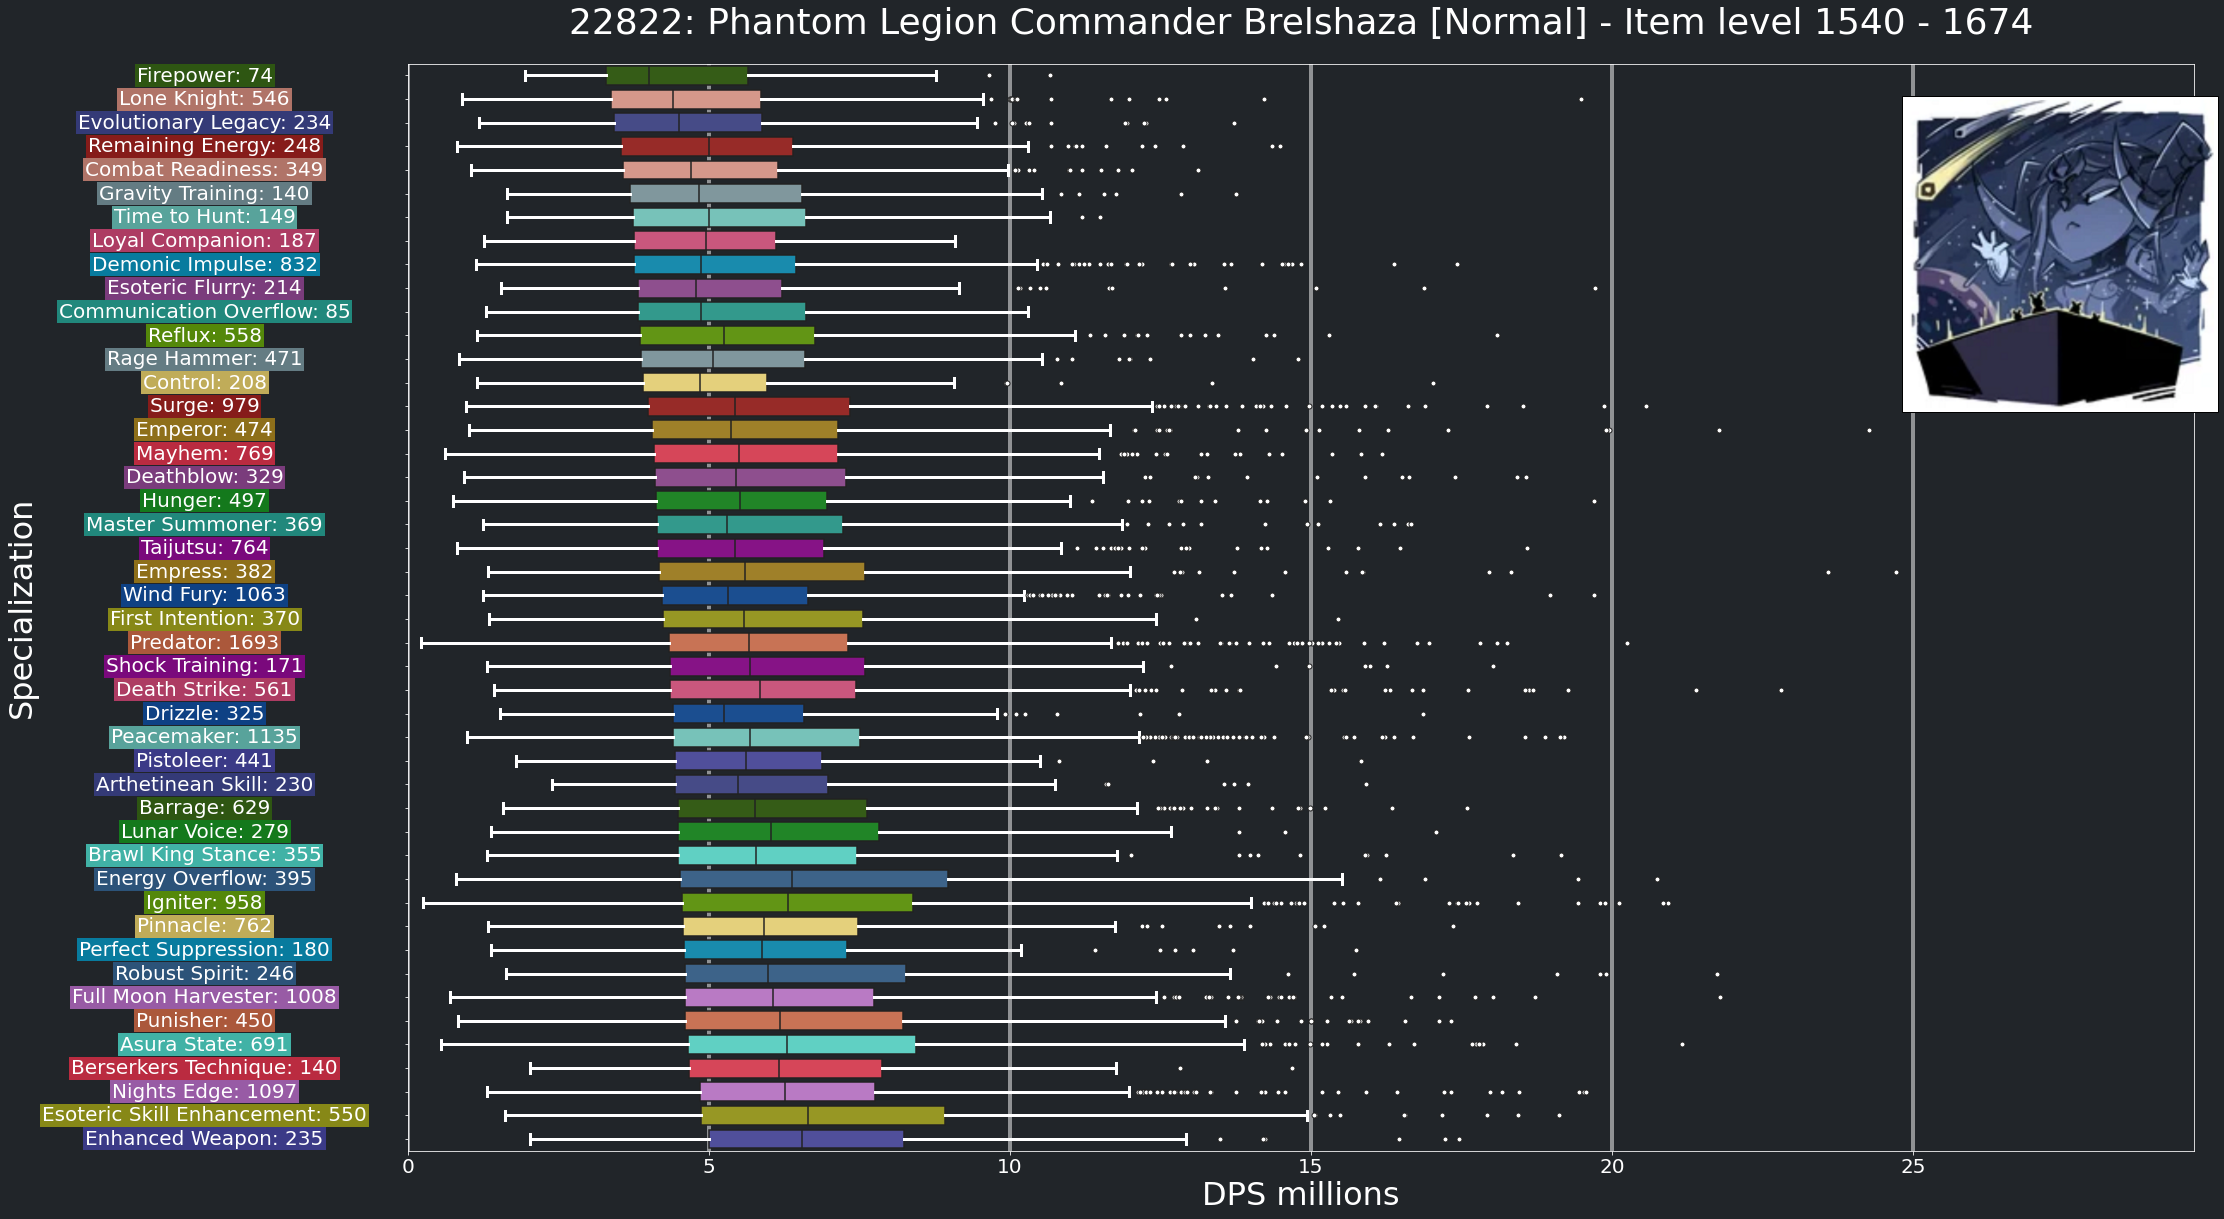 22822: Phantom Legion Commander Brelshaza [Normal] - Item level 1540 - 1674
Specialization
Firepower: 74
Lone Knight: 546
Evolutionary Legacy: 234
Remaining Energy: 248
Combat Readiness: 349
Gravity Training: 140
Time to Hunt: 149
Loyal Companion: 187
Demonic Impulse: 832
Esoteric Flurry: 214
Communication Overflow: 85
Reflux: 558
Rage Hammer: 471
Control: 208
Surge: 979
Emperor: 474
Mayhem: 769
Deathblow: 329
Hunger: 497
Master Summoner: 369
Taijutsu: 764
Empress: 382
Wind Fury: 1063
First Intention: 370
Predator: 1693
Shock Training: 171
Death Strike: 561
Drizzle: 325
Peacemaker: 1135
Pistoleer: 441
Arthetinean Skill: 230
Barrage: 629
Lunar Voice: 279
Brawl King Stance: 355
Energy Overflow: 395
Igniter: 958
Pinnacle: 762
Perfect Suppression: 180
Robust Spirit: 246
Full Moon Harvester: 1008
Punisher: 450
Asura State: 691
Berserkers Technique: 140
Nights Edge: 1097
Esoteric Skill Enhancement: 550
Enhanced Weapon: 235
0 5 10 15 20 25
DPS millions